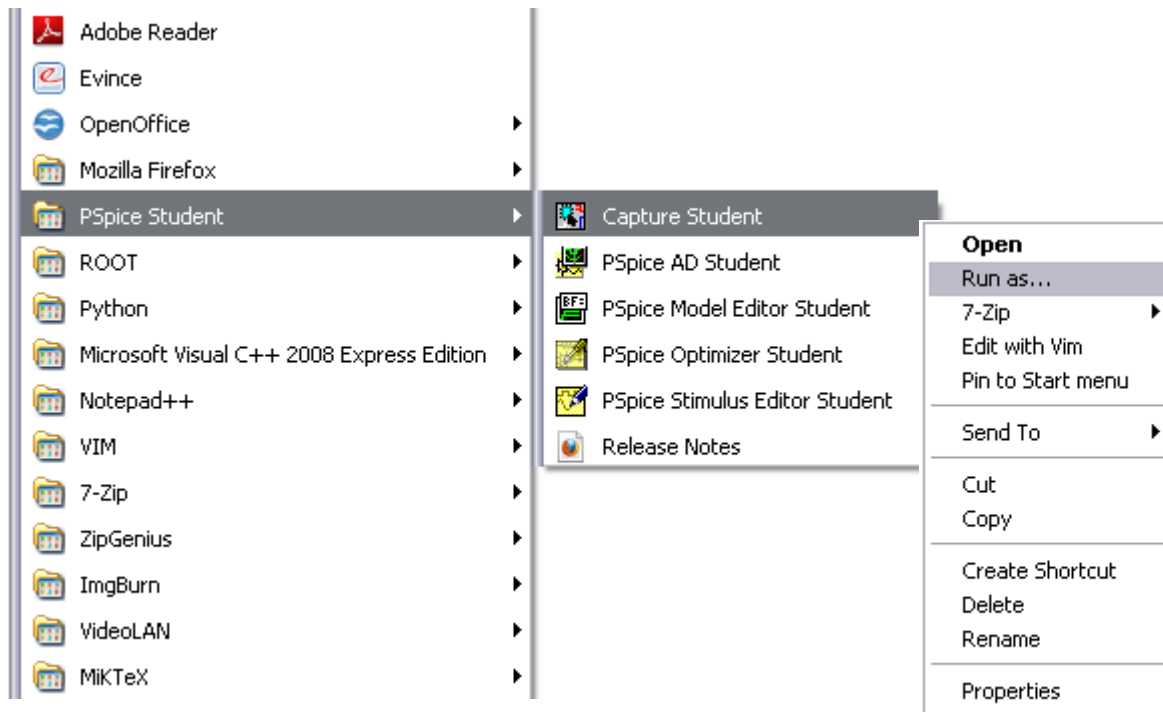 Adobe Reader
Evince
OpenOffice
Mozilla Firefox
PSpice Student
ROOT
Python
Microsoft Visual C++ 2008 Express Edition
Notepad++
VIM
7-Zip
ZipGenius
ImgBurn
VideoLAN
MiKTeX
Capture Student
PSpice AD Student
PSpice Model Editor Student
PSpice Optimizer Student
PSpice Stimulus Editor Student
Release Notes
Open
Run as...
7-Zip
Edit with Vim
Pin to Start menu
Send To
Cut
Copy
Create Shortcut
Delete
Rename
Properties